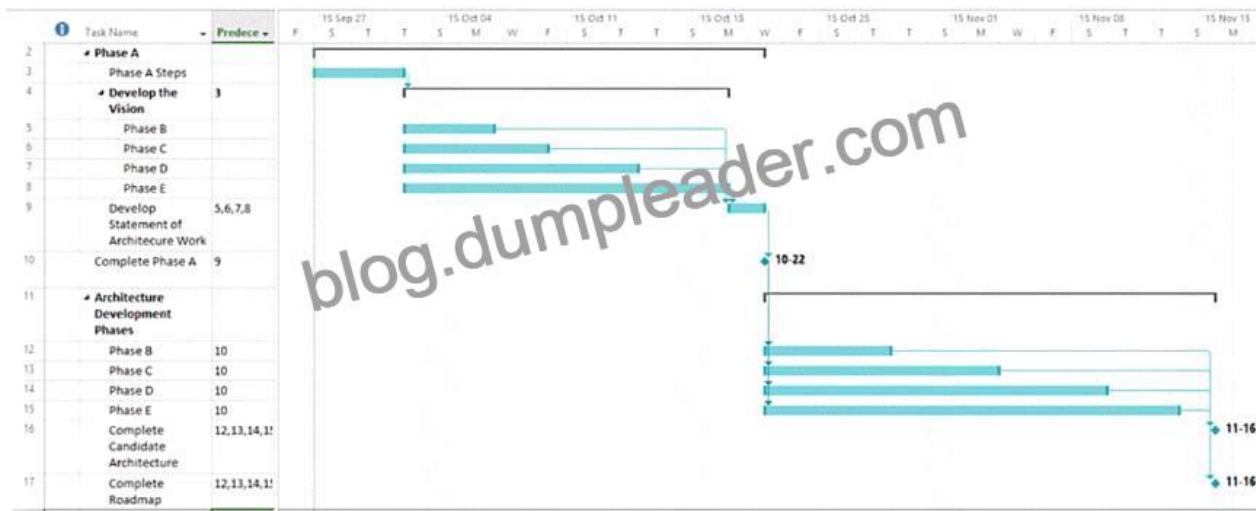 '15 Sep 27 '15 Oct 04 '15 Oct 11 '15 Oct 18 '15 Oct 25 '15 Nov 01 '15 Nov 08 '15 Nov 15
Task Name Predece F S T T S M W F S T T S M W F S T T S M W F S T T S M
2 Phase A
3 Phase A Steps
4 Develop the 3
Vision
5 Phase B
6 Phase C
7 Phase D
8 Phase E
9 Develop 5,6,7,8
Statement of
Architecure Work
10 Complete Phase A 9 10-22
11 Architecture
Development
Phases
12 Phase B 10
13 Phase C 10
14 Phase D 10
15 Phase E 10
16 Complete 12,13,14,1 11-16
Candidate
Architecture
17 Complete 12,13,14,1 11-16
Roadmap
blog.dumpleader.com